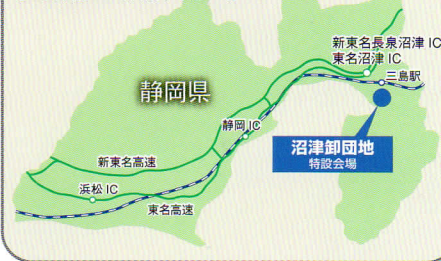 新東名長泉沼津 IC
東名沼津 IC
三島駅
静岡県
静岡 IC
沼津卸団地
特設会場
新東名高速
浜松 IC
東名高速